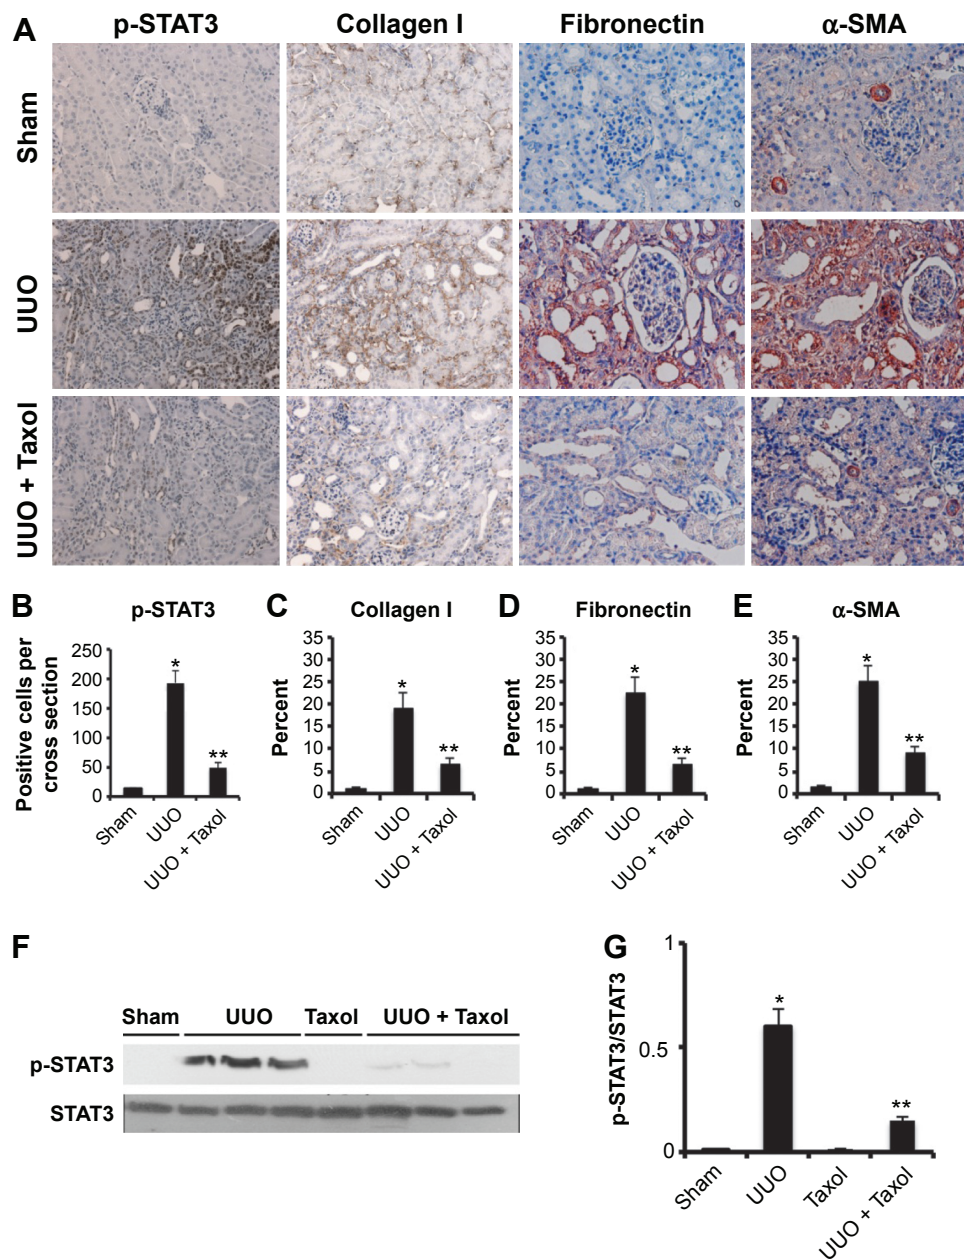 A
p-STAT3 Collagen I Fibronectin α-SMA
Sham
UUO
UUO + Taxol
B p-STAT3
Positive cells per
cross section
250
200
150
100
50
0
*
**
Sham
UUO
UUO + Taxol
C Collagen I
Percent
35
30
25
20
15
10
5
0
*
**
Sham
UUO
UUO + Taxol
D Fibronectin
Percent
35
30
25
20
15
10
5
0
*
**
Sham
UUO
UUO + Taxol
E α-SMA
Percent
35
30
25
20
15
10
5
0
*
**
Sham
UUO
UUO + Taxol
F
Sham UUO Taxol UUO + Taxol
p-STAT3
STAT3
G
p-STAT3/STAT3
1
0.5
0
*
**
Sham
UUO
Taxol
UUO + Taxol